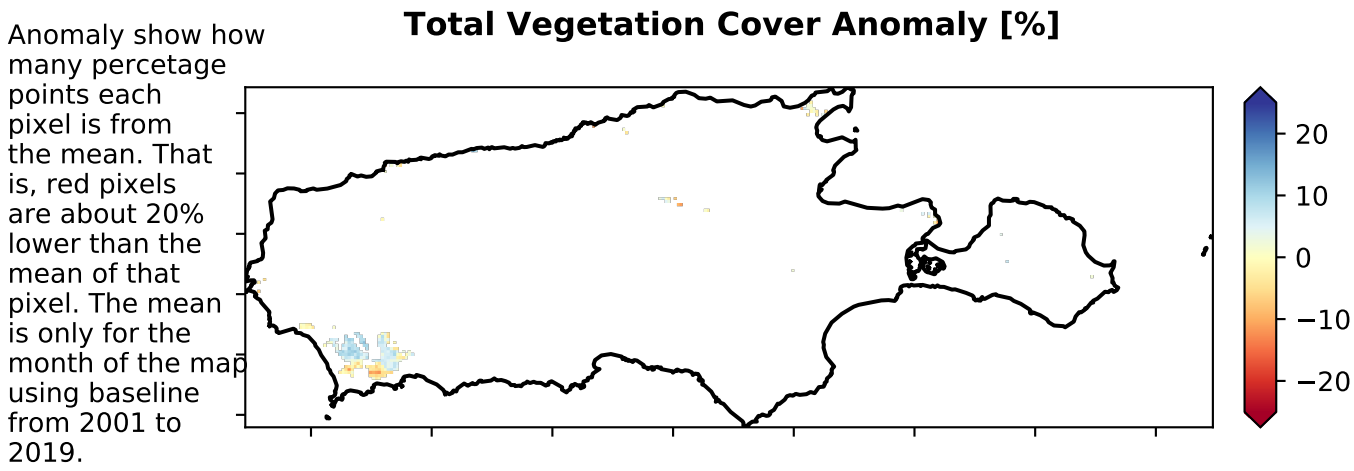 Total Vegetation Cover Anomaly [%]
Anomaly show how
many percetage
points each
pixel is from
the mean. That
is, red pixels
are about 20%
lower than the
mean of that
pixel. The mean
is only for the
month of the map
using baseline
from 2001 to
2019.
20
10
0
−10
−20